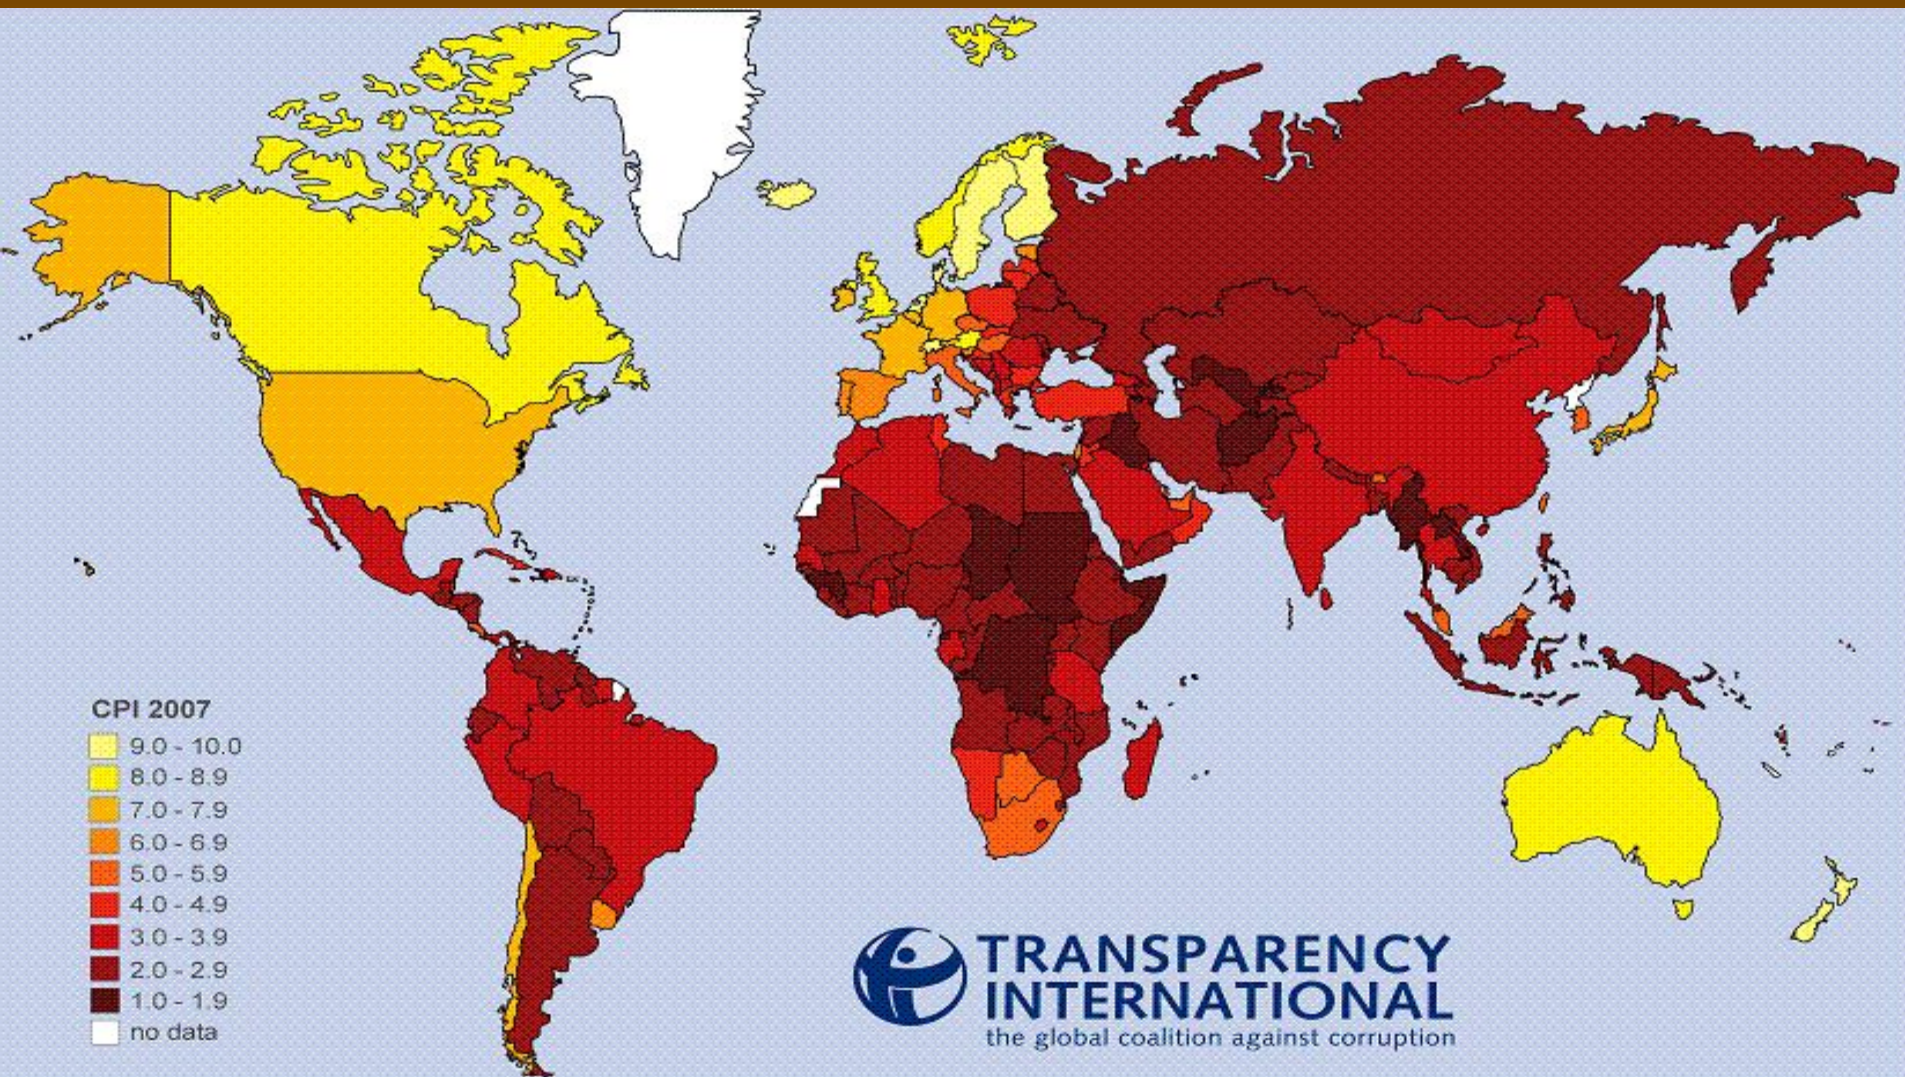 CPI 2007
9.0 - 10.0
8.0 - 8.9
7.0 - 7.9
6.0 - 6.9
5.0 - 5.9
4.0 - 4.9
3.0 - 3.9
2.0 - 2.9
1.0 - 1.9
no data
TRANSPARENCY
INTERNATIONAL
the global coalition against corruption